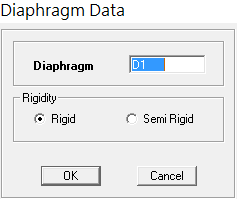 Diaphragm Data
Diaphragm D1
Rigidity
Rigid Semi Rigid
OK Cancel